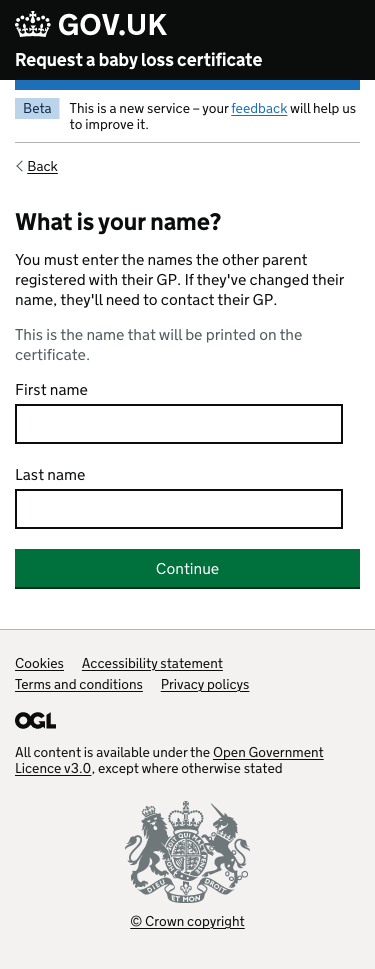 GOV.UK
Request a baby loss certificate
Beta
This is a new service – your feedback will help us
to improve it.
Back
What is your name?
You must enter the names the other parent
registered with their GP. If they've changed their
name, they'll need to contact their GP.
This is the name that will be printed on the
certificate.
First name
Last name
Continue
Cookies Accessibility statement
Terms and conditions Privacy policys
OGL
All content is available under the Open Government
Licence v3.0, except where otherwise stated
DIEU ET MON DROIT
© Crown copyright